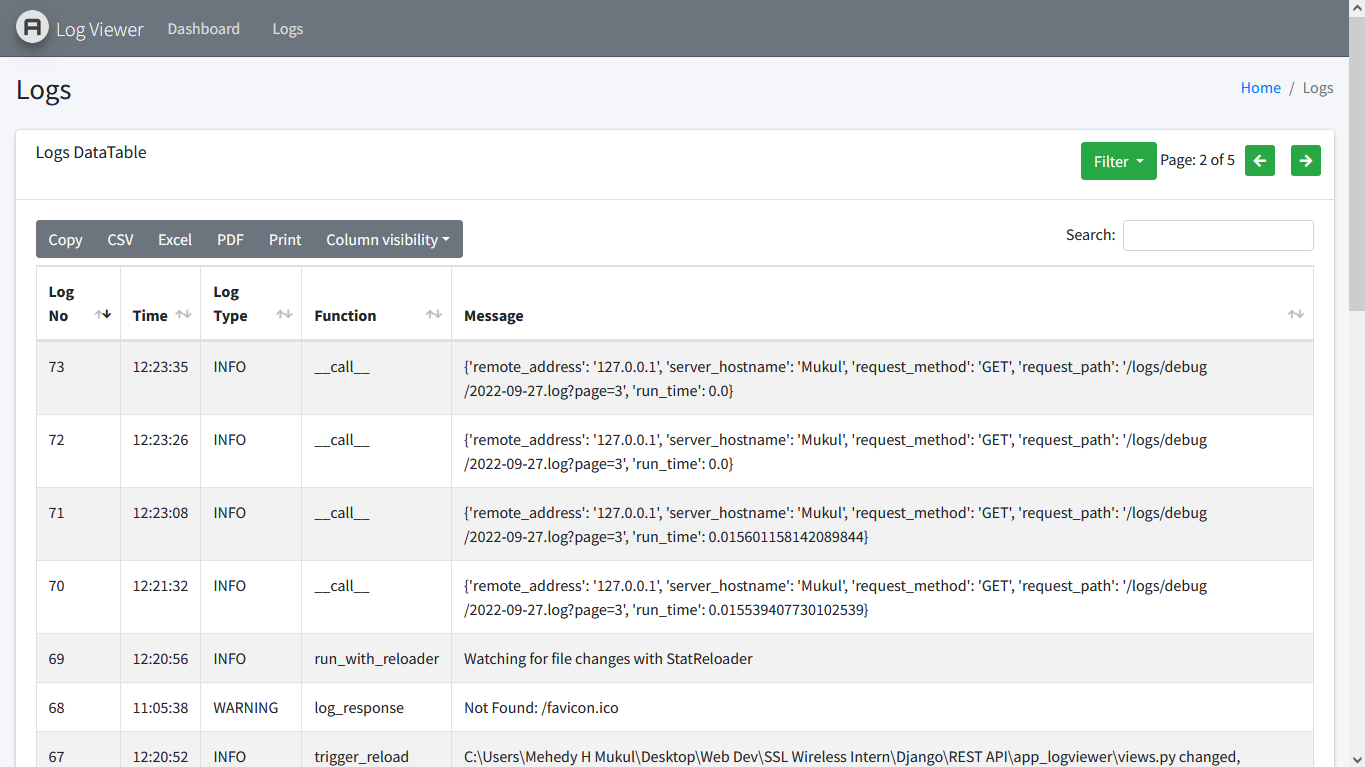 A Log Viewer Dashboard Logs
Logs
Home / Logs
Logs DataTable
Filter Page: 2 of 5
Copy CSV Excel PDF Print Column visibility
Search:
Log No Time Log Type Function Message
73 12:23:35 INFO __call__ {'remote_address': '127.0.0.1', 'server_hostname': 'Mukul', 'request_method': 'GET', 'request_path': '/logs/debug
/2022-09-27.log?page=3', 'run_time': 0.0}
72 12:23:26 INFO __call__ {'remote_address': '127.0.0.1', 'server_hostname': 'Mukul', 'request_method': 'GET', 'request_path': '/logs/debug
/2022-09-27.log?page=3', 'run_time': 0.0}
71 12:23:08 INFO __call__ {'remote_address': '127.0.0.1', 'server_hostname': 'Mukul', 'request_method': 'GET', 'request_path': '/logs/debug
/2022-09-27.log?page=3', 'run_time': 0.015601158142089844}
70 12:21:32 INFO __call__ {'remote_address': '127.0.0.1', 'server_hostname': 'Mukul', 'request_method': 'GET', 'request_path': '/logs/debug
/2022-09-27.log?page=3', 'run_time': 0.015539407730102539}
69 12:20:56 INFO run_with_reloader Watching for file changes with StatReloader
68 11:05:38 WARNING log_response Not Found: /favicon.ico
67 12:20:52 INFO trigger_reload C:\Users\Mehedy H Mukul\Desktop\Web Dev\SSL Wireless Intern\Django\REST API\app_logviewer\views.py changed,